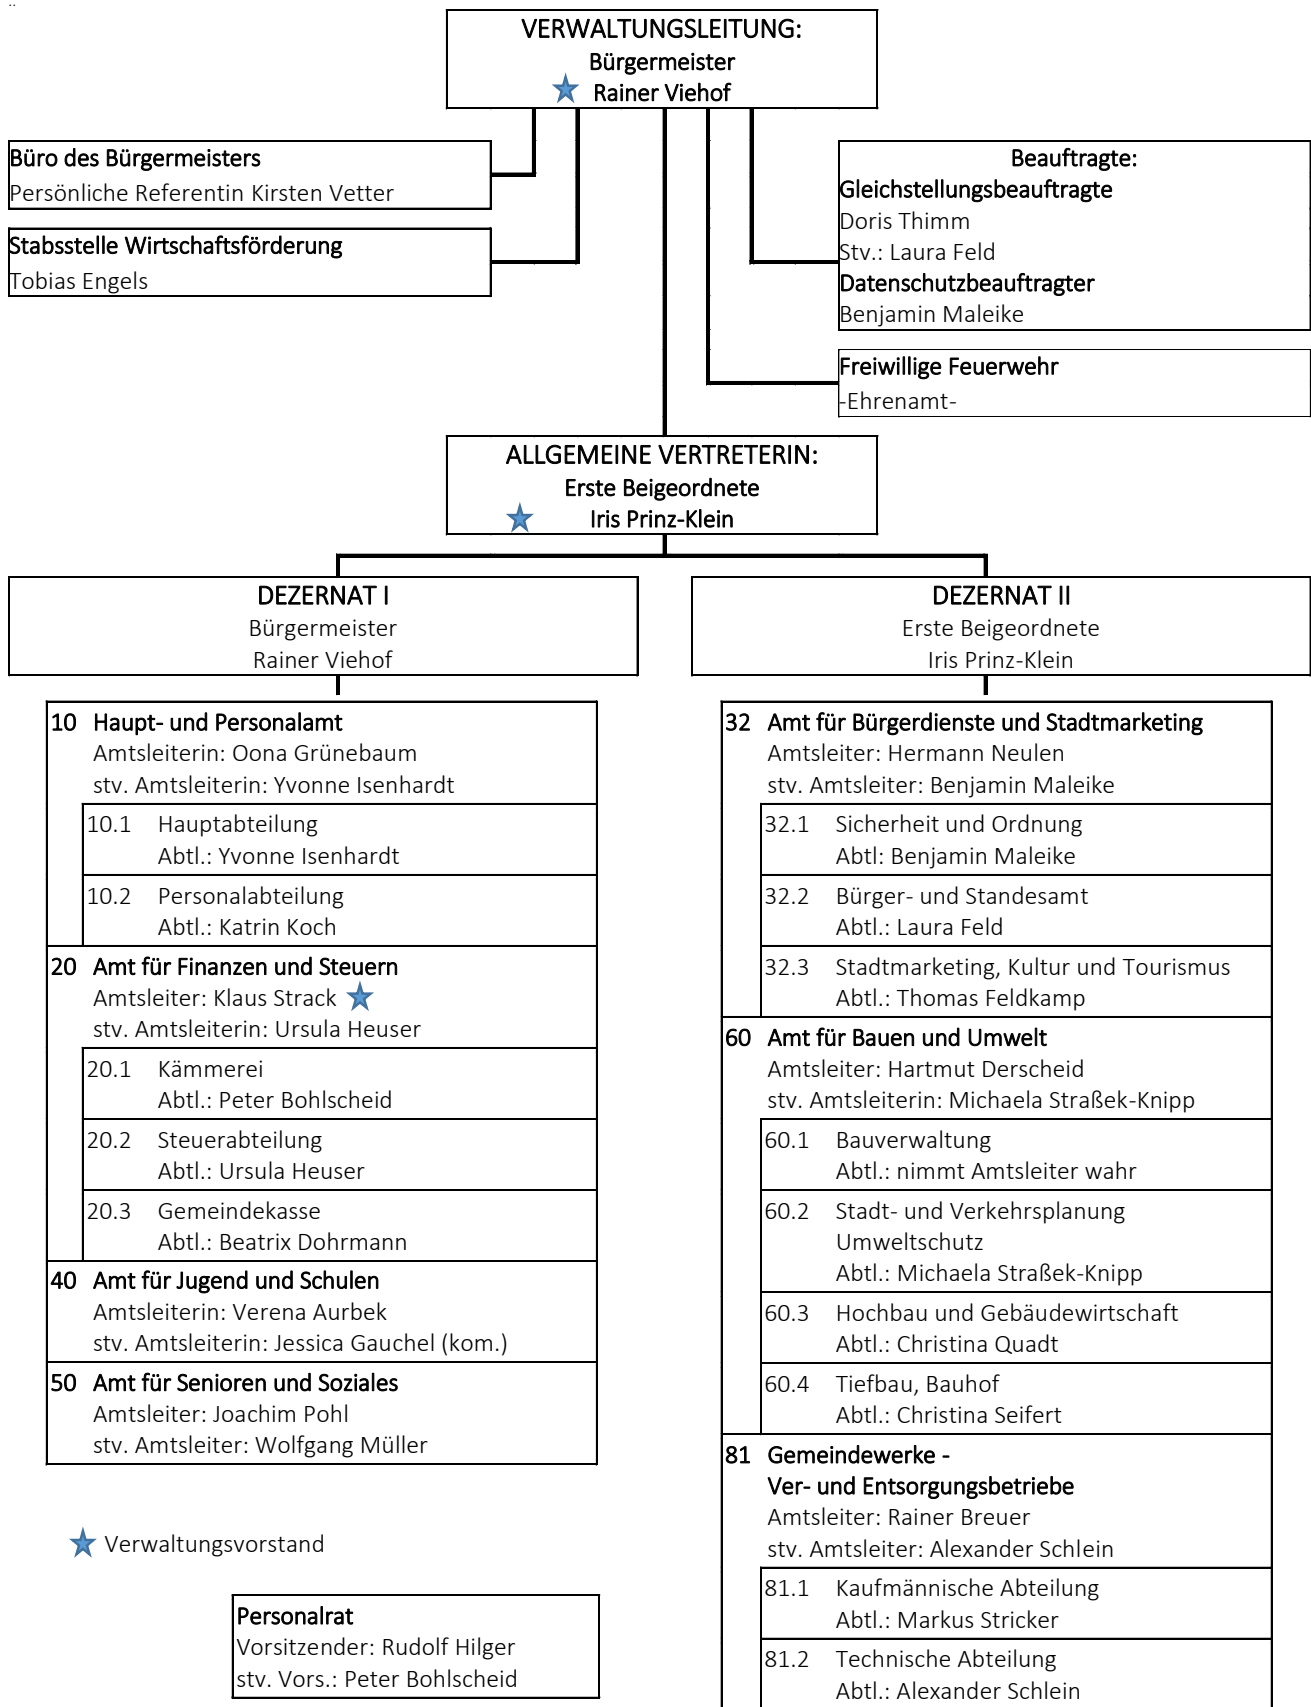 ..
VERWALTUNGSLEITUNG:
Bürgermeister
Rainer Viehof
Büro des Bürgermeisters
Persönliche Referentin Kirsten Vetter
Stabsstelle Wirtschaftsförderung
Tobias Engels
Beauftragte:
Gleichstellungsbeauftragte
Doris Thimm
Stv.: Laura Feld
Datenschutzbeauftragter
Benjamin Maleike
Freiwillige Feuerwehr
-Ehrenamt-
ALLGEMEINE VERTRETERIN:
Erste Beigeordnete
Iris Prinz-Klein
DEZERNAT I
Bürgermeister
Rainer Viehof
10 Haupt- und Personalamt
Amtsleiterin: Oona Grünebaum
stv. Amtsleiterin: Yvonne Isenhardt
10.1 Hauptabteilung
Abtl.: Yvonne Isenhardt
10.2 Personalabteilung
Abtl.: Katrin Koch
20 Amt für Finanzen und Steuern
Amtsleiter: Klaus Strack
stv. Amtsleiterin: Ursula Heuser
20.1 Kämmerei
Abtl.: Peter Bohlscheid
20.2 Steuerabteilung
Abtl.: Ursula Heuser
20.3 Gemeindekasse
Abtl.: Beatrix Dohrmann
40 Amt für Jugend und Schulen
Amtsleiterin: Verena Aurbek
stv. Amtsleiterin: Jessica Gauchel (kom.)
50 Amt für Senioren und Soziales
Amtsleiter: Joachim Pohl
stv. Amtsleiter: Wolfgang Müller
Verwaltungsvorstand
Personalrat
Vorsitzender: Rudolf Hilger
stv. Vors.: Peter Bohlscheid
DEZERNAT II
Erste Beigeordnete
Iris Prinz-Klein
32 Amt für Bürgerdienste und Stadtmarketing
Amtsleiter: Hermann Neulen
stv. Amtsleiter: Benjamin Maleike
32.1 Sicherheit und Ordnung
Abtl: Benjamin Maleike
32.2 Bürger- und Standesamt
Abtl.: Laura Feld
32.3 Stadtmarketing, Kultur und Tourismus
Abtl.: Thomas Feldkamp
60 Amt für Bauen und Umwelt
Amtsleiter: Hartmut Derscheid
stv. Amtsleiterin: Michaela Straßek-Knipp
60.1 Bauverwaltung
Abtl.: nimmt Amtsleiter wahr
60.2 Stadt- und Verkehrsplanung
Umweltschutz
Abtl.: Michaela Straßek-Knipp
60.3 Hochbau und Gebäudewirtschaft
Abtl.: Christina Quadt
60.4 Tiefbau, Bauhof
Abtl.: Christina Seifert
81 Gemeindewerke -
Ver- und Entsorgungsbetriebe
Amtsleiter: Rainer Breuer
stv. Amtsleiter: Alexander Schlein
81.1 Kaufmännische Abteilung
Abtl.: Markus Stricker
81.2 Technische Abteilung
Abtl.: Alexander Schlein